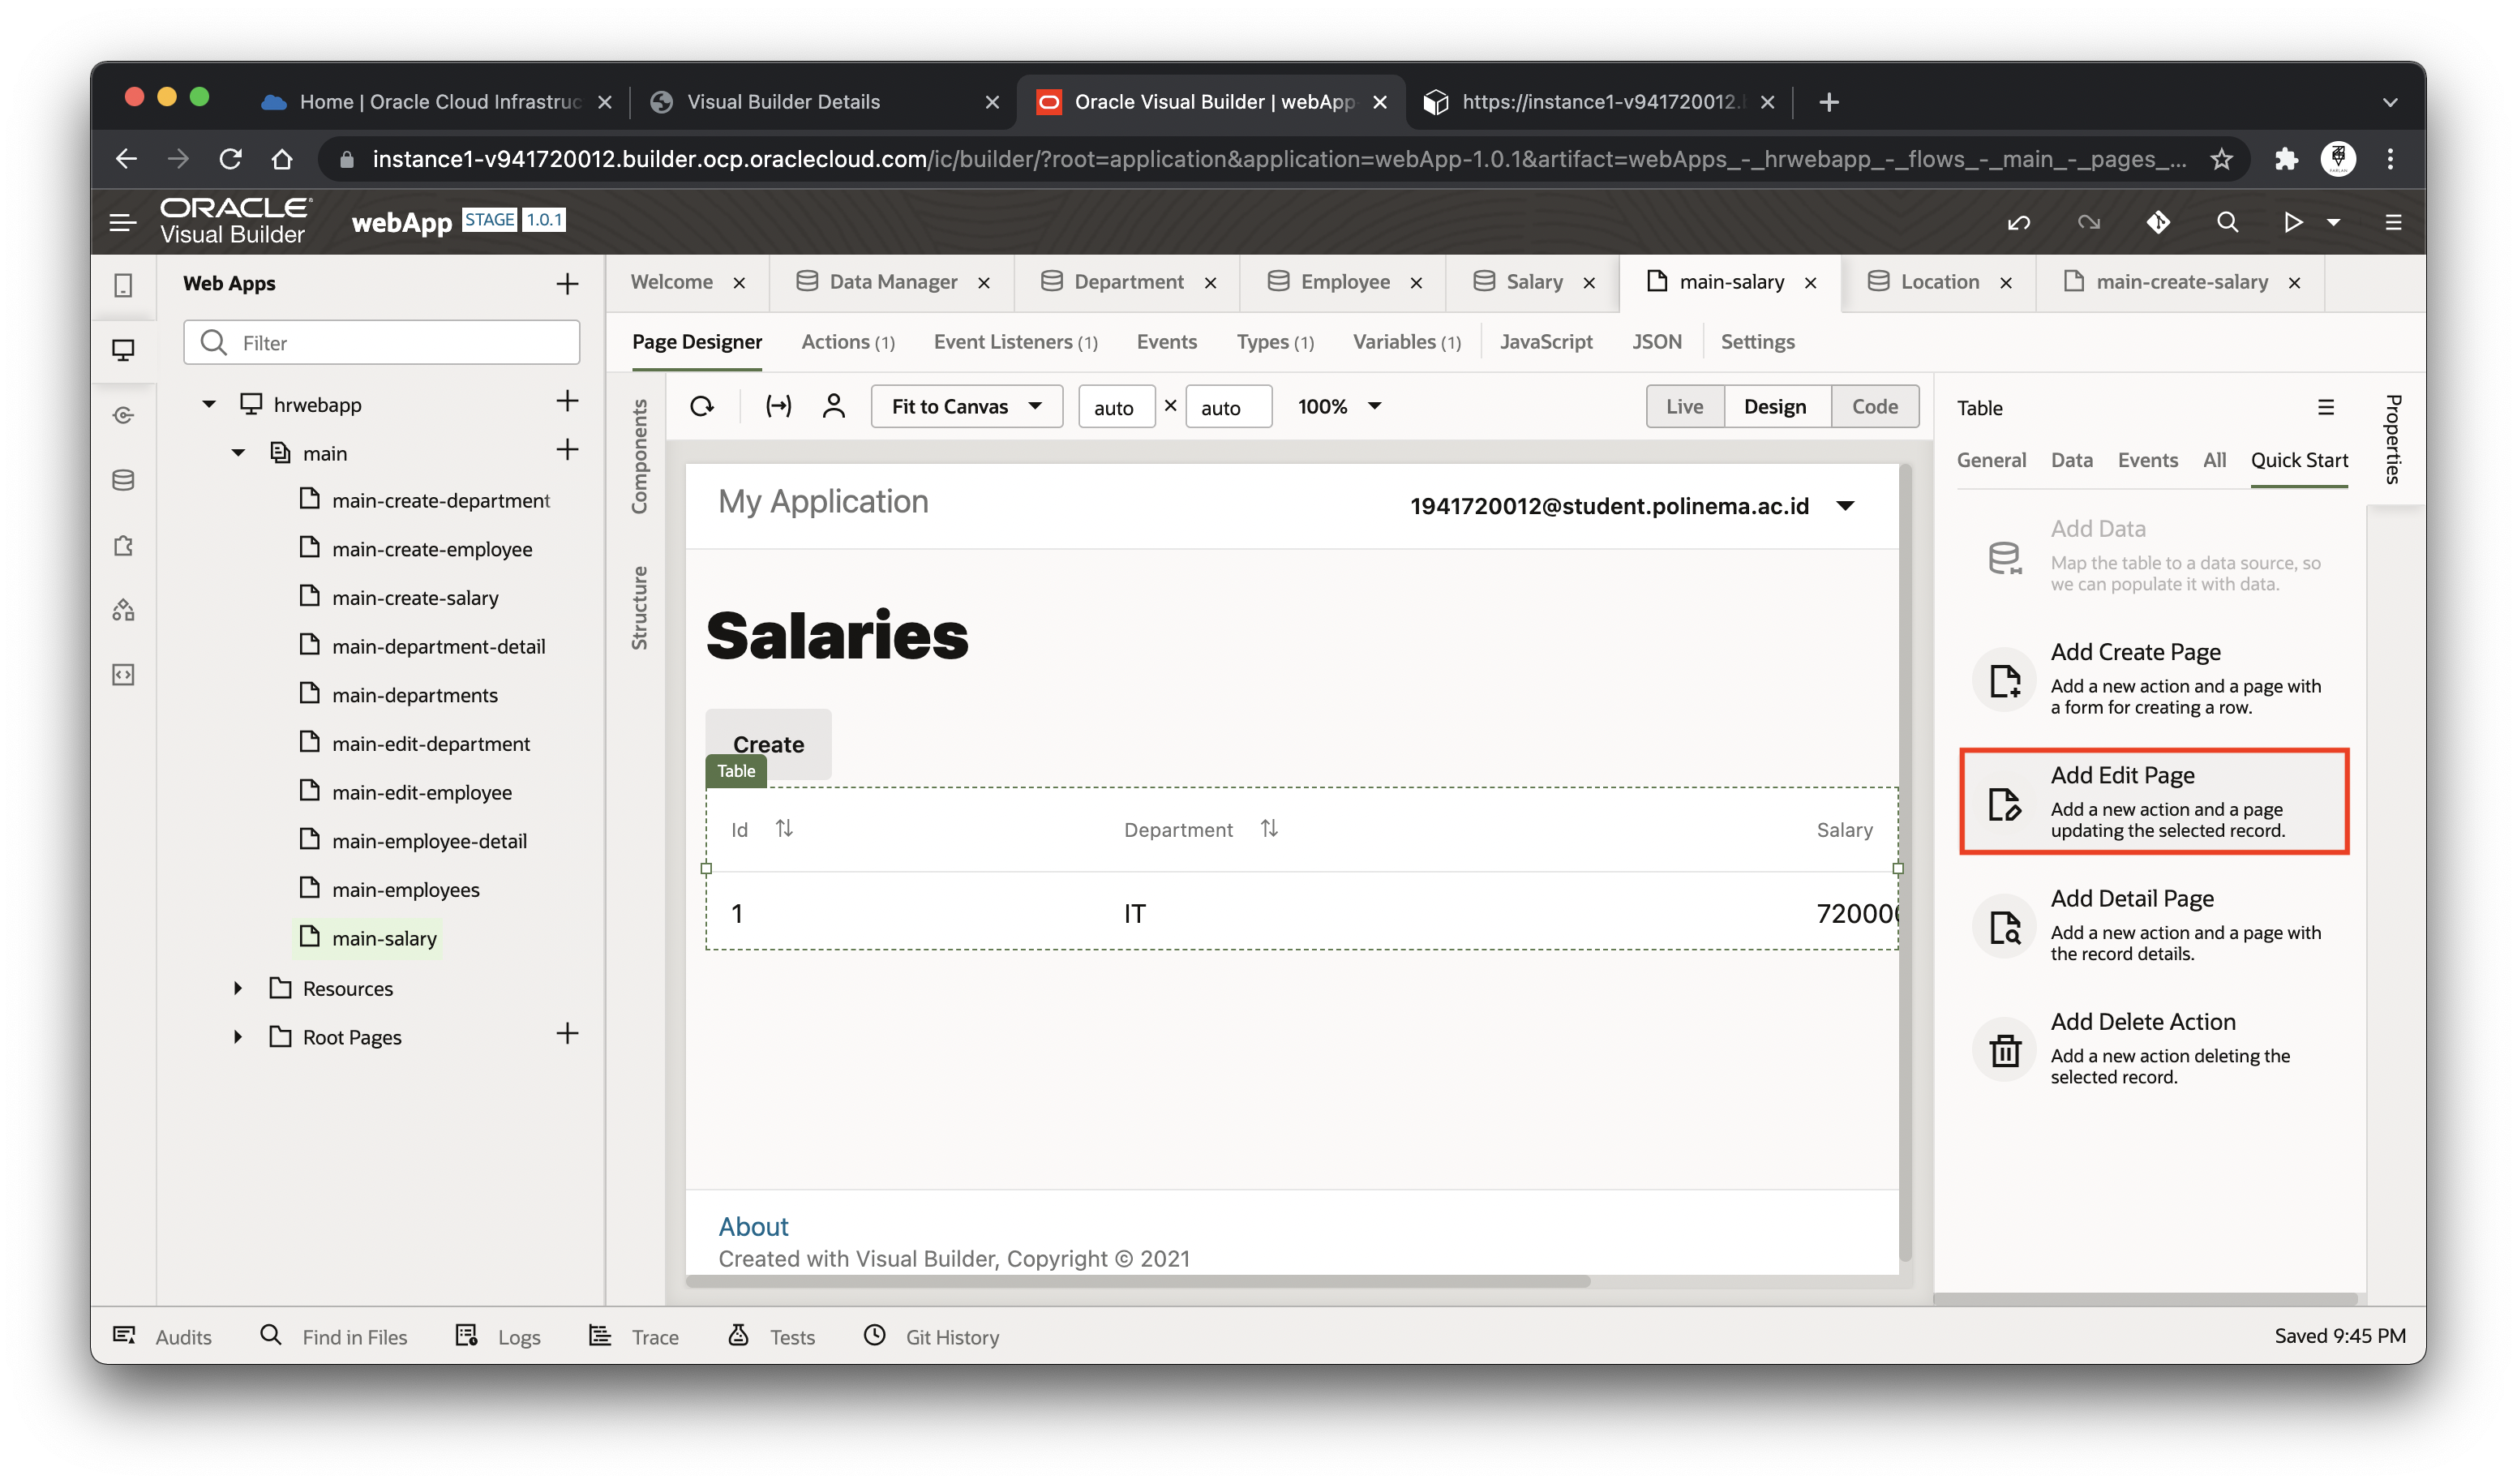 Home | Oracle Cloud Infrastruc
Visual Builder Details
Oracle Visual Builder | webApp-
https://instance1-v941720012.
instance1-v941720012.builder.ocp.oraclecloud.com/ic/builder/?root=application&application=webApp-1.0.1&artifact=webApps_-_hrwebapp_-_flows_-_main_-_pages_...
ORACLE
Visual Builder
webApp STAGE 1.0.1
Web Apps
Filter
hrwebapp
main
main-create-department
main-create-employee
main-create-salary
main-department-detail
main-departments
main-edit-department
main-edit-employee
main-employee-detail
main-employees
main-salary
Resources
Root Pages
Welcome
Data Manager
Department
Employee
Salary
main-salary
Location
main-create-salary
Page Designer
Actions (1)
Event Listeners (1)
Events
Types (1)
Variables (1)
JavaScript
JSON
Settings
Components
Structure
Fit to Canvas
auto × auto
100%
Live
Design
Code
My Application
1941720012@student.polinema.ac.id
Salaries
Create
Table
Id Department Salary
1 IT 72000
About
Created with Visual Builder, Copyright © 2021
Table
Properties
General
Data
Events
All
Quick Start
Add Data
Map the table to a data source, so
we can populate it with data.
Add Create Page
Add a new action and a page with
a form for creating a row.
Add Edit Page
Add a new action and a page
updating the selected record.
Add Detail Page
Add a new action and a page with
the record details.
Add Delete Action
Add a new action deleting the
selected record.
Audits
Find in Files
Logs
Trace
Tests
Git History
Saved 9:45 PM